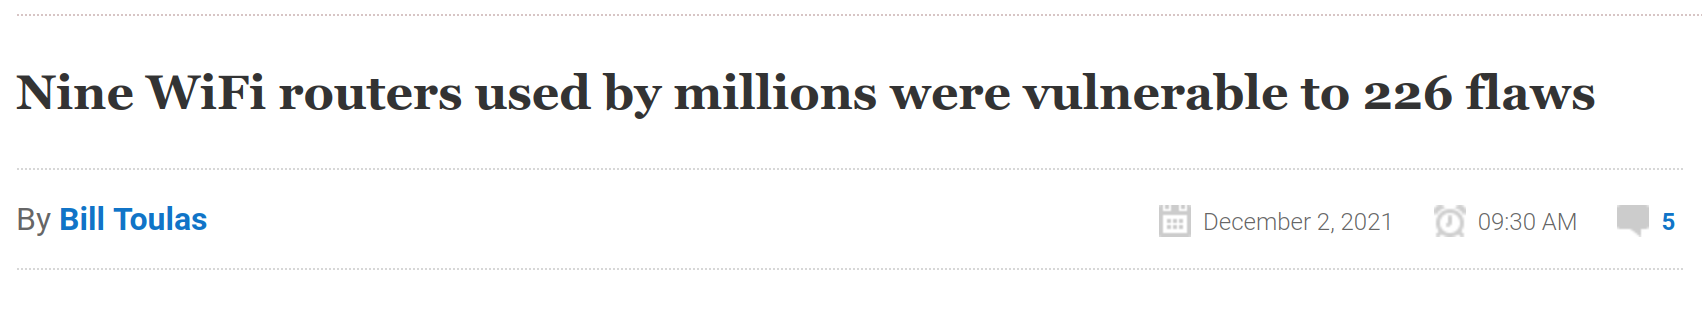 Nine WiFi routers used by millions were vulnerable to 226 flaws
By Bill Toulas December 2, 2021 09:30 AM 5